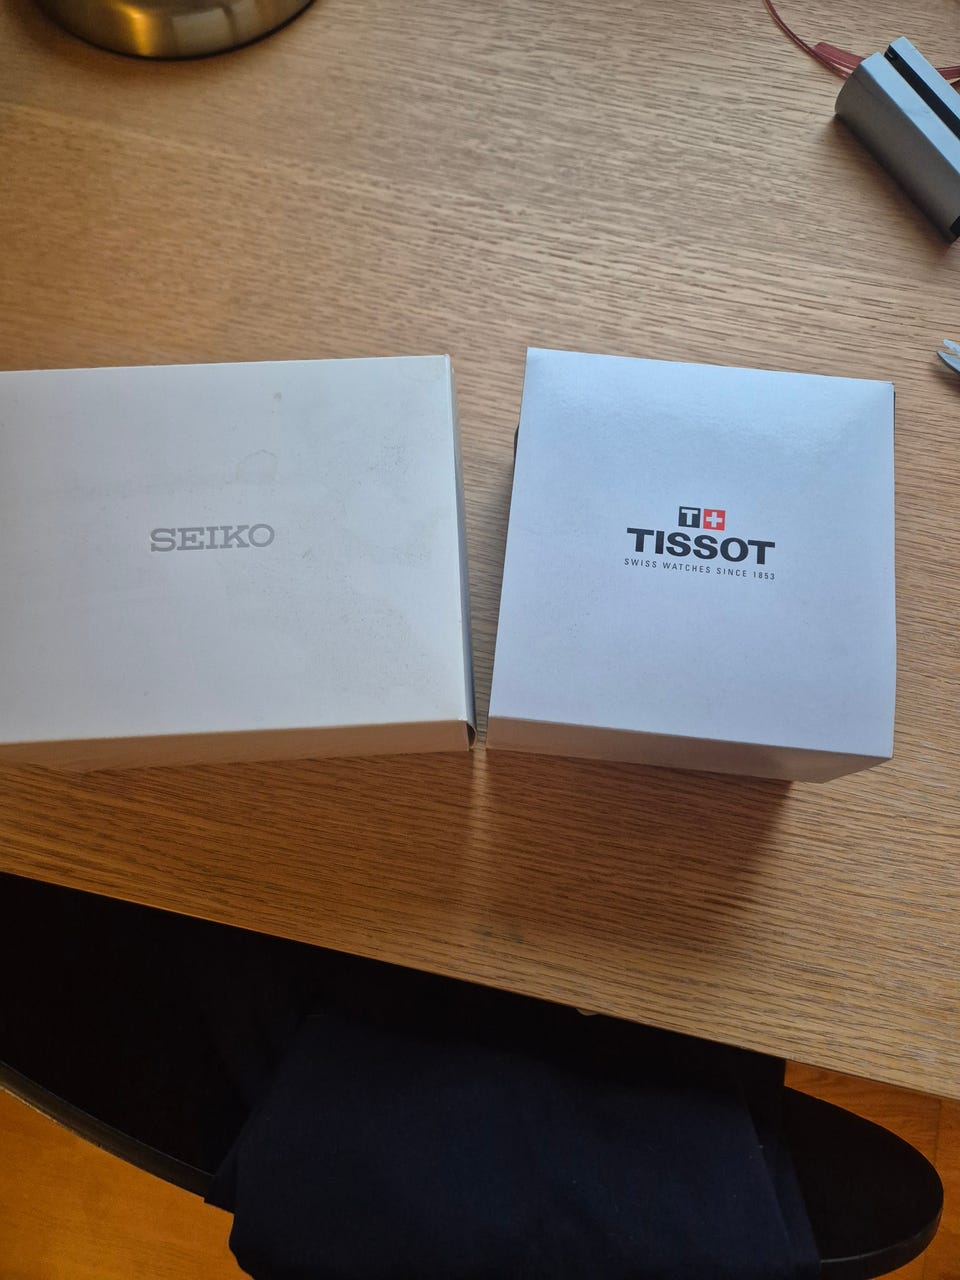 SEIKO
T+
TISSOT
SWISS WATCHES SINCE 1853